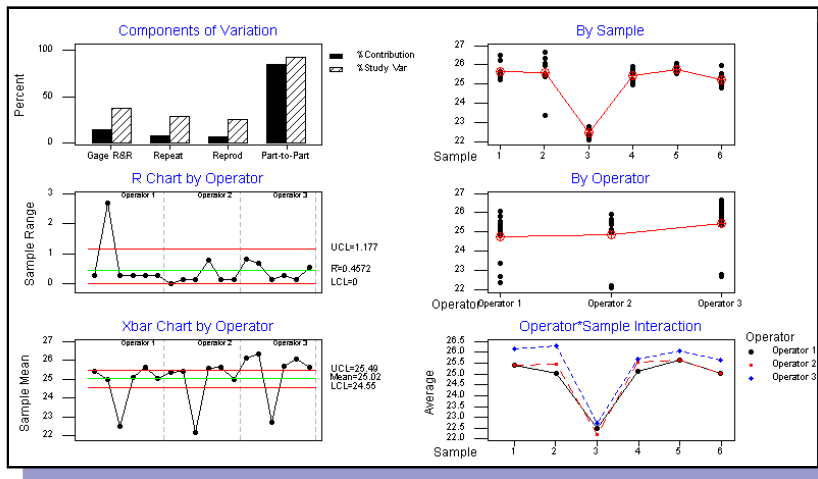 Components of Variation
100
50
0
Percent
Gage R&R Repeat Reprod Part-to-Part
%Contribution
%Study Var
By Sample
27
26
25
24
23
22
Sample 1 2 3 4 5 6
R Chart by Operator
Operator 1 Operator 2 Operator 3
3
2
1
0
Sample Range
UCL=1.177
R=0.4572
LCL=0
By Operator
26
25
24
23
22
Operator Operator 1 Operator 2 Operator 3
Xbar Chart by Operator
Operator 1 Operator 2 Operator 3
27
26
25
24
23
22
Sample Mean
UCL=25.49
Mean=25.02
LCL=24.55
Operator*Sample Interaction
26.5
26.0
25.5
25.0
24.5
24.0
23.5
23.0
22.5
22.0
Average
Sample 1 2 3 4 5 6
Operator
Operator 1
Operator 2
Operator 3